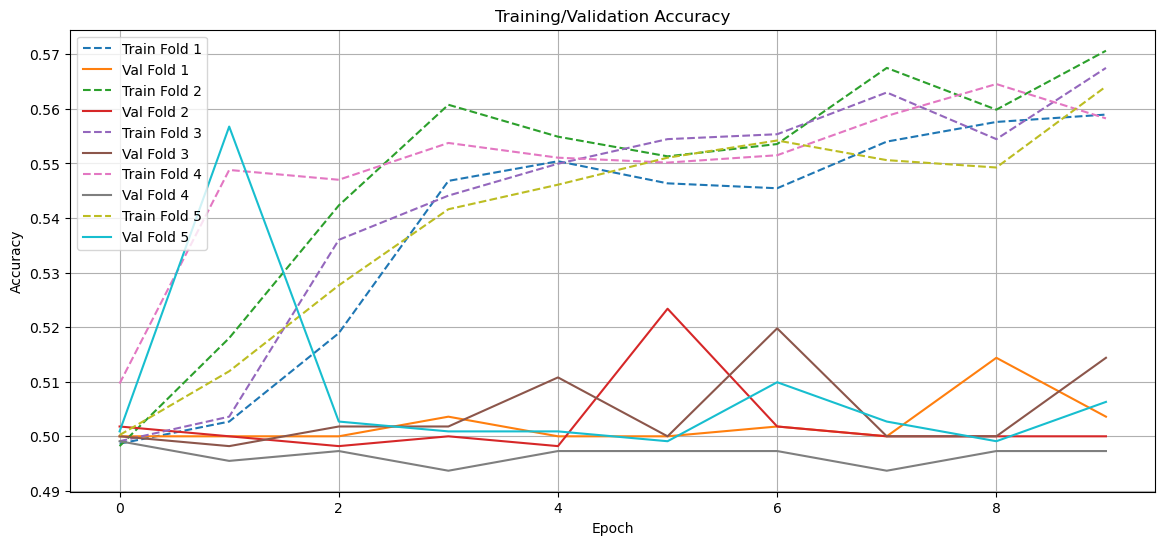 Training/Validation Accuracy
Train Fold 1
Val Fold 1
Train Fold 2
Val Fold 2
Train Fold 3
Val Fold 3
Train Fold 4
Val Fold 4
Train Fold 5
Val Fold 5
0.57
0.56
0.55
0.54
0.53
0.52
0.51
0.50
0.49
Accuracy
0 2 4 6 8
Epoch